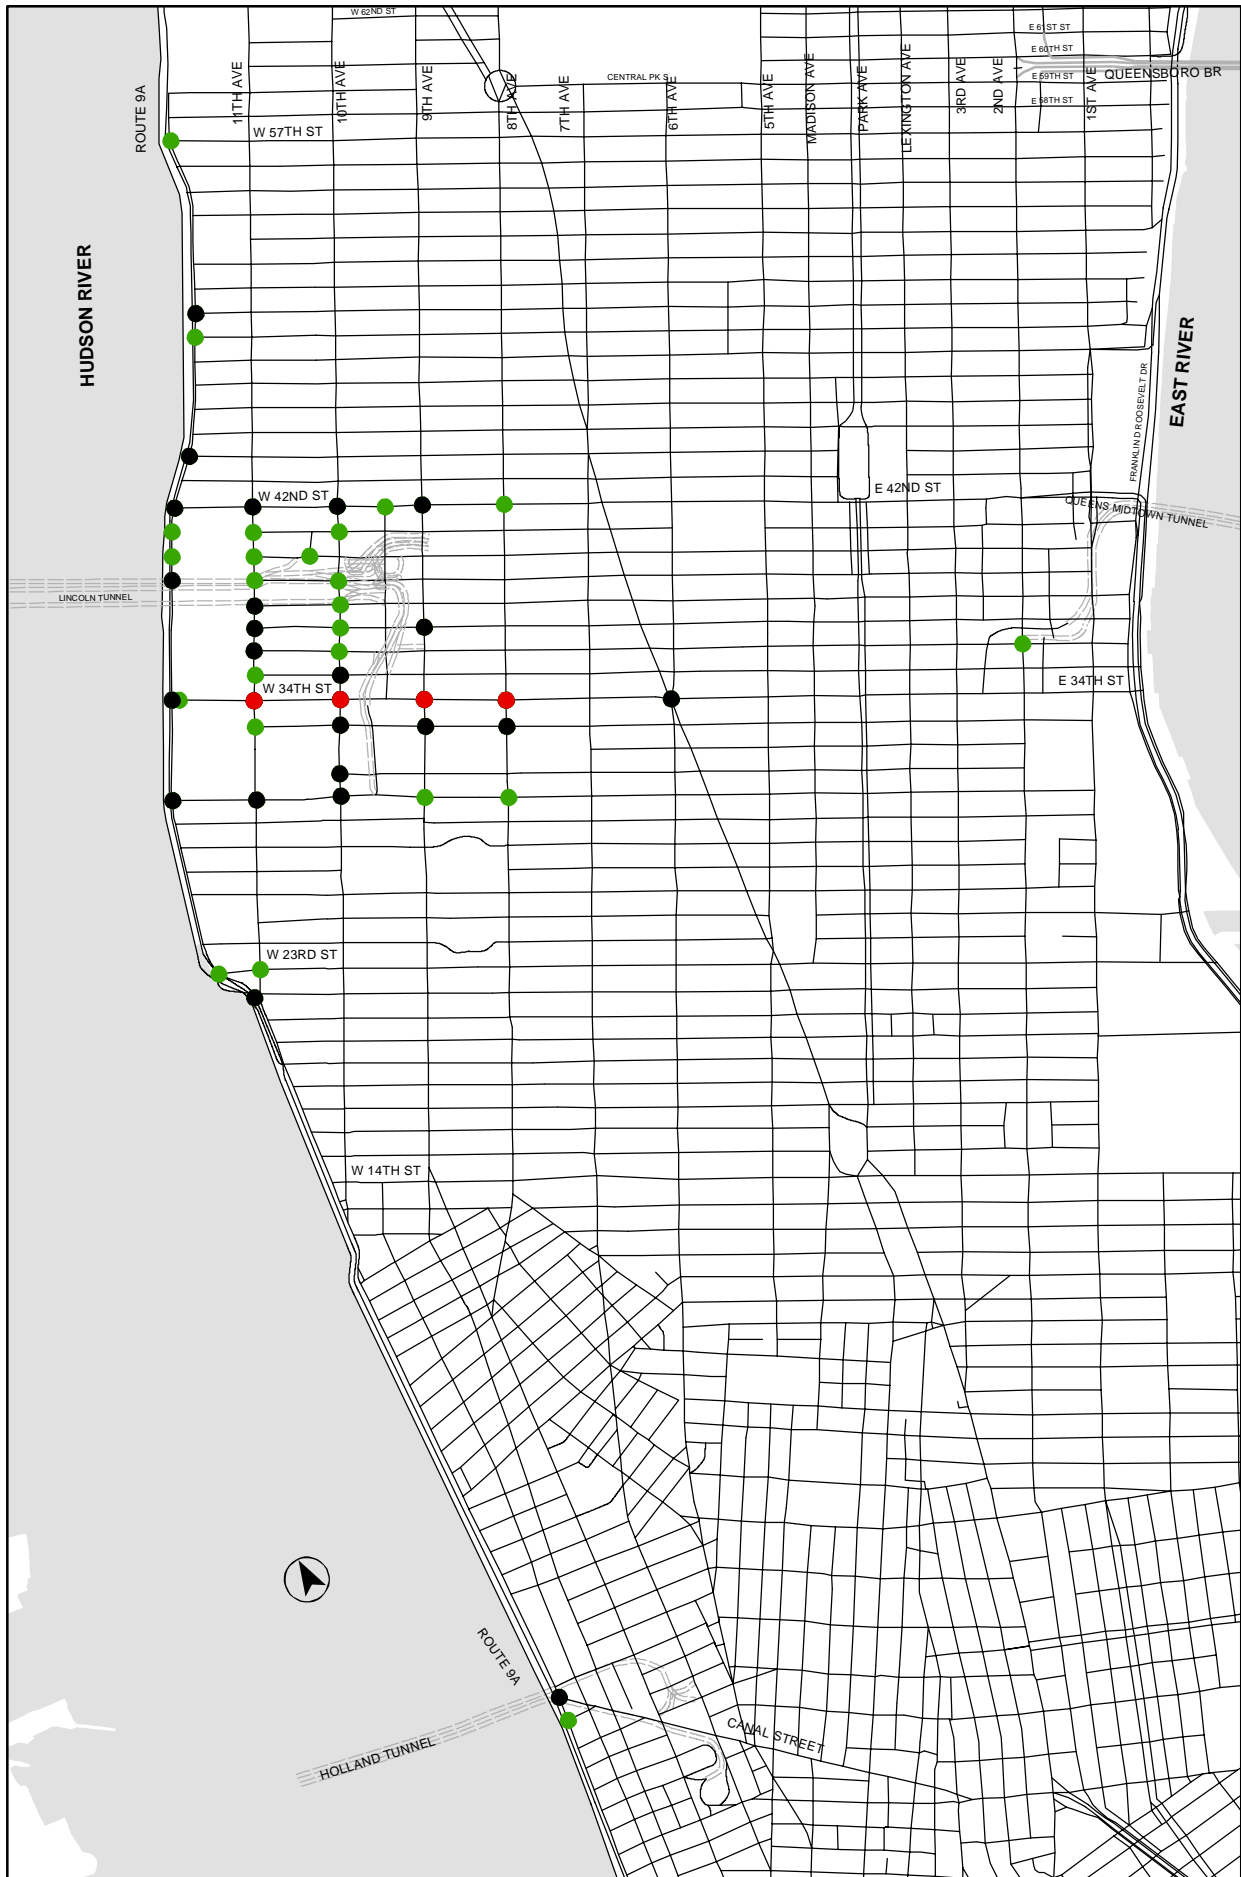 W 62ND ST
E 61ST ST
E 60TH ST
E 59TH ST
QUEENSBORO BR
E 58TH ST
CENTRAL PK S
ROUTE 9A
11TH AVE
10TH AVE
9TH AVE
8TH AVE
7TH AVE
6TH AVE
5TH AVE
MADISON AVE
PARK AVE
LEXINGTON AVE
3RD AVE
2ND AVE
1ST AVE
W 57TH ST
HUDSON RIVER
EAST RIVER
FRANKLIN D ROOSEVELT DR
W 42ND ST
E 42ND ST
QUEENS MIDTOWN TUNNEL
LINCOLN TUNNEL
W 34TH ST
E 34TH ST
W 23RD ST
W 14TH ST
ROUTE 9A
CANAL STREET
HOLLAND TUNNEL